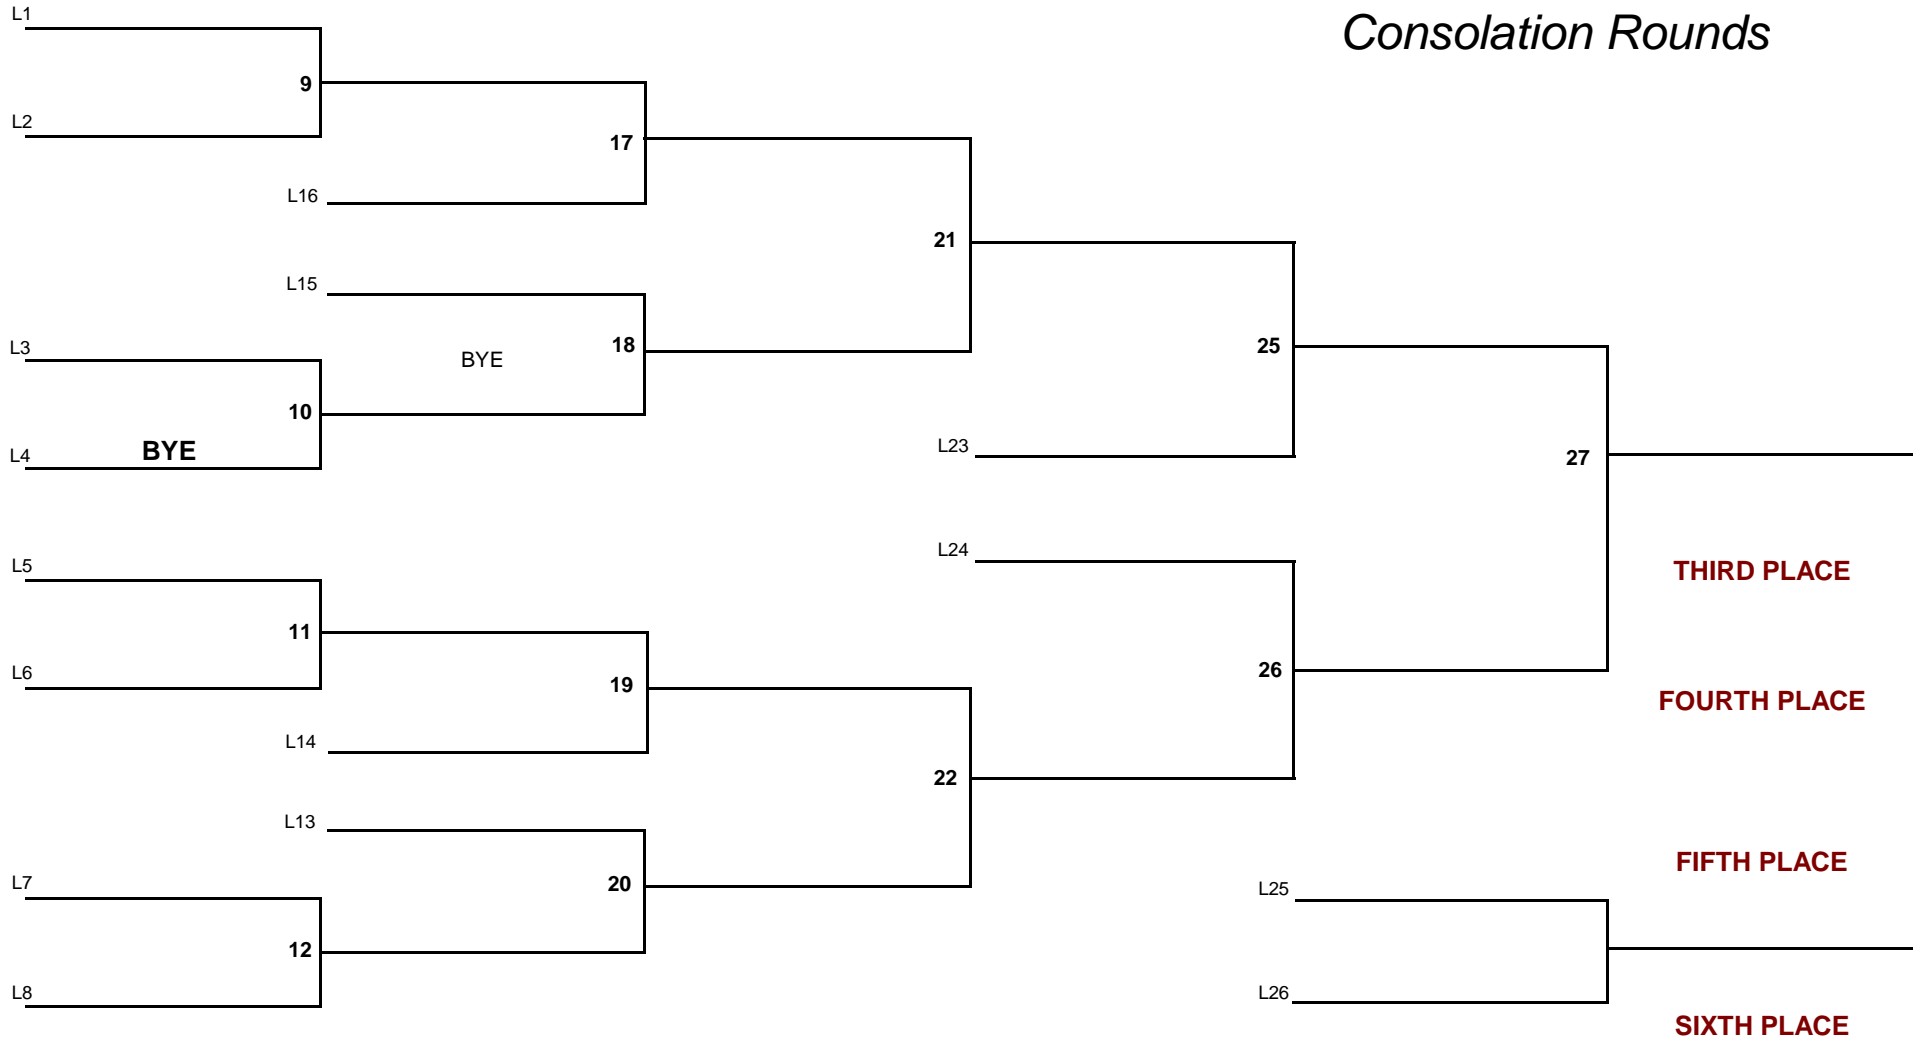 L1
Consolation Rounds
9
L2
17
L16
21
L15
L3
18
BYE
25
10
L4
BYE
L23
27
L24
L5
THIRD PLACE
11
L6
19
26
FOURTH PLACE
L14
22
L13
FIFTH PLACE
L7
20
L25
12
L8
L26
SIXTH PLACE